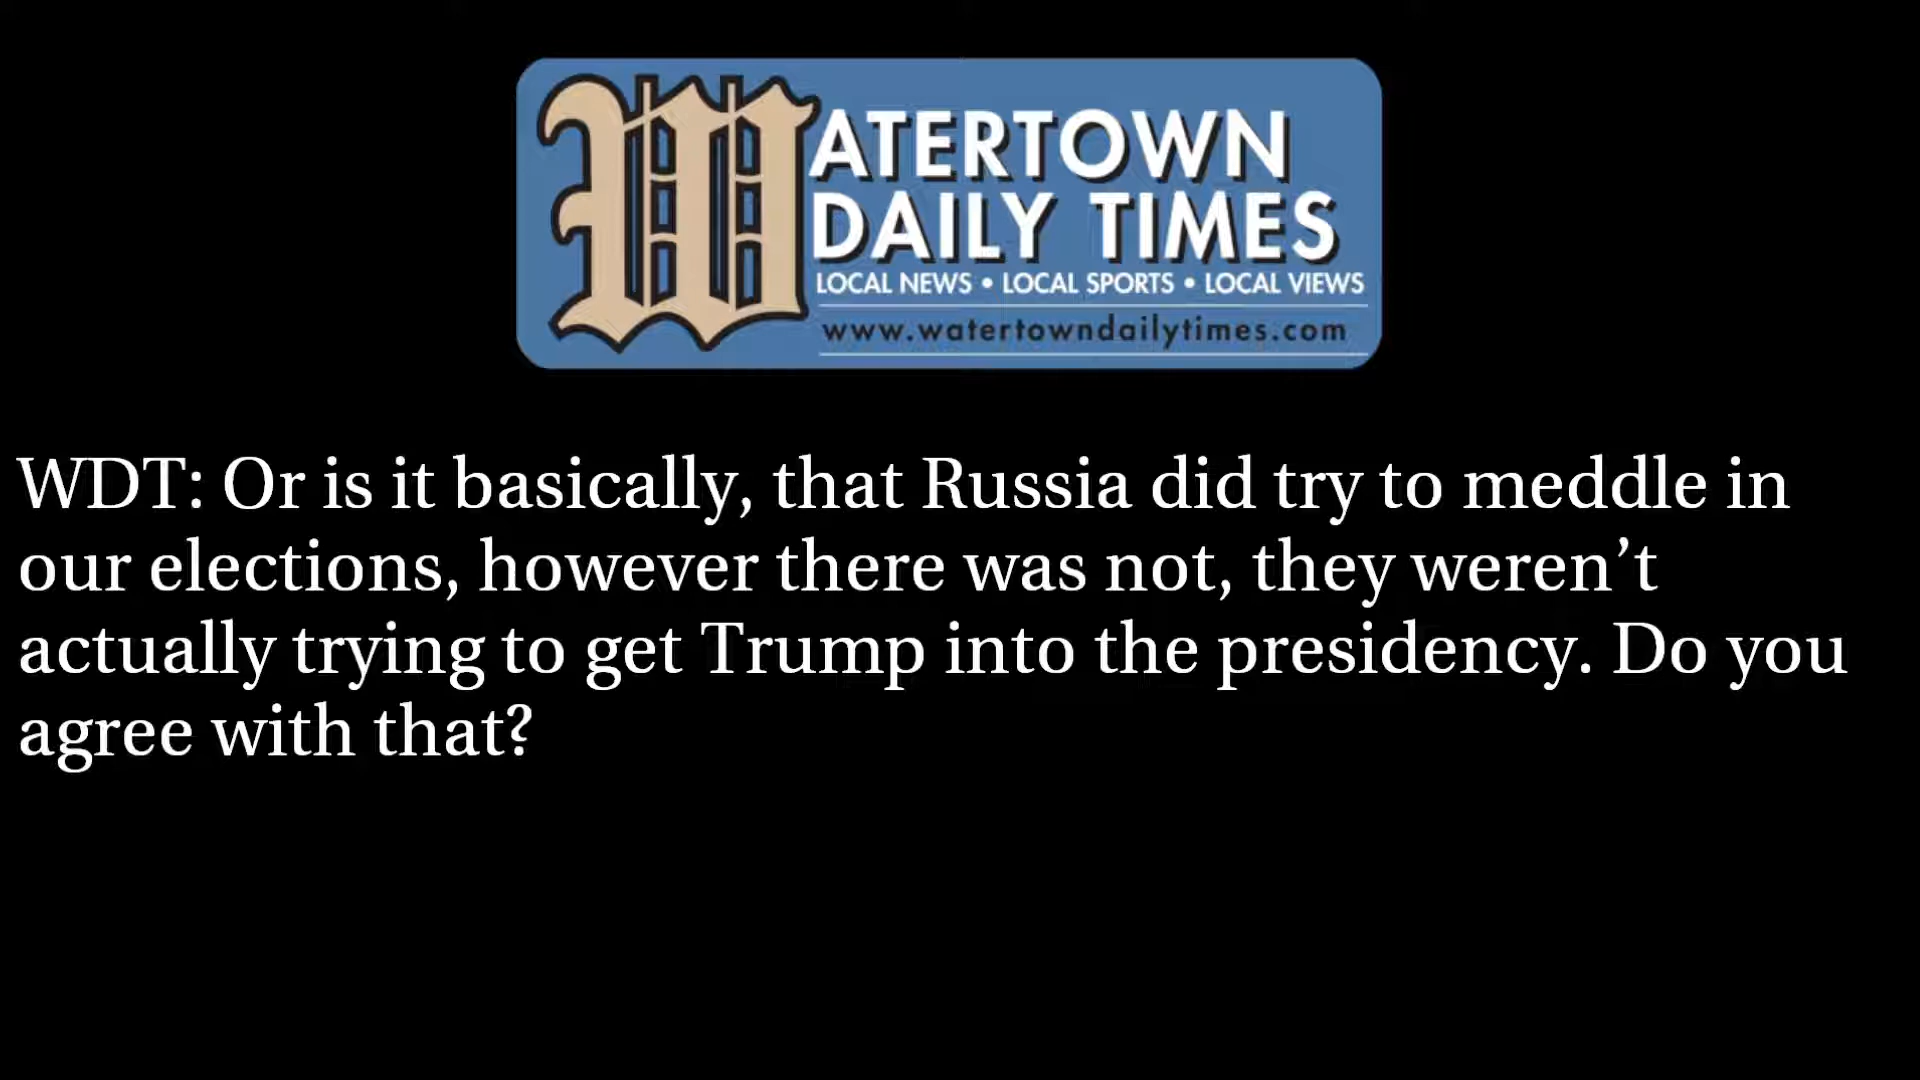 WATERTOWN
DAILY TIMES
LOCAL NEWS • LOCAL SPORTS • LOCAL VIEWS
www.watertowndailytimes.com
WDT: Or is it basically, that Russia did try to meddle in
our elections, however there was not, they weren’t
actually trying to get Trump into the presidency. Do you
agree with that?